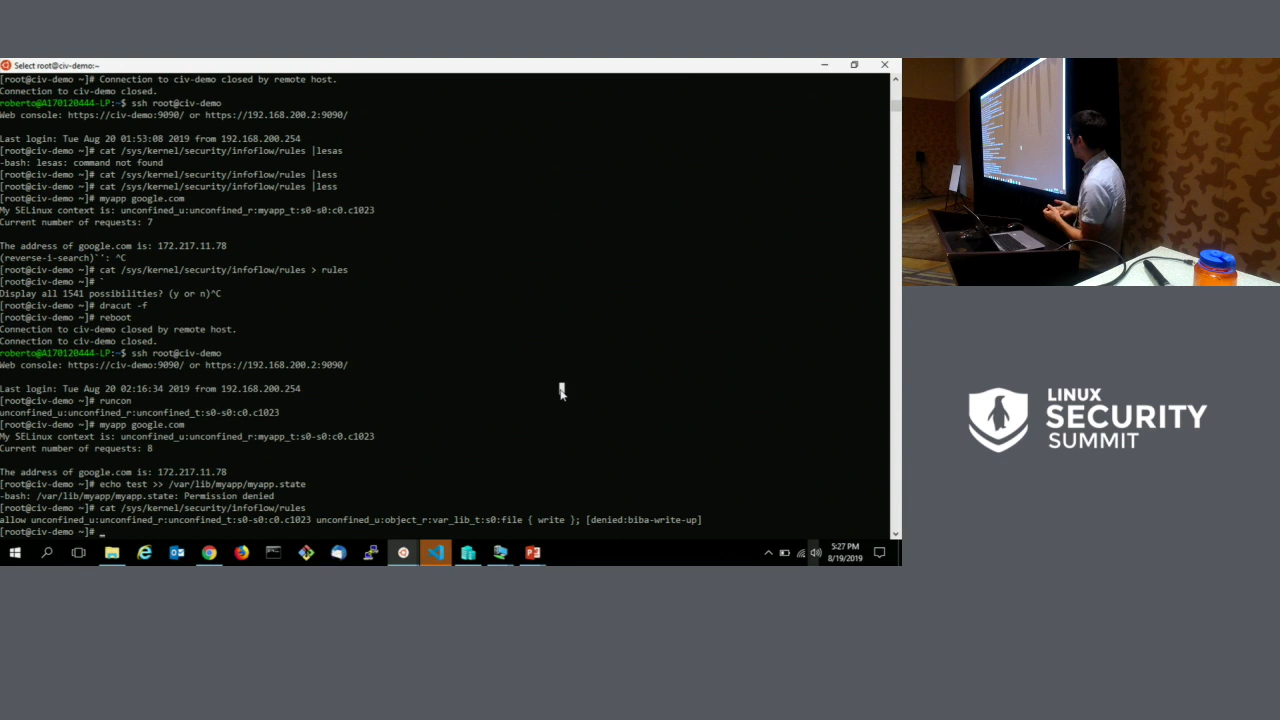 Select root@civ-demo:~
[root@civ-demo ~]# Connection to civ-demo closed by remote host.
Connection to civ-demo closed.
roberto@A170120444-LP:~$ ssh root@civ-demo
Web console: https://civ-demo:9090/ or https://192.168.200.2:9090/
Last login: Tue Aug 20 01:53:08 2019 from 192.168.200.254
[root@civ-demo ~]# cat /sys/kernel/security/infoflow/rules |lesas
-bash: lesas: command not found
[root@civ-demo ~]# cat /sys/kernel/security/infoflow/rules |less
[root@civ-demo ~]# cat /sys/kernel/security/infoflow/rules |less
[root@civ-demo ~]# myapp google.com
My SELinux context is: unconfined_u:unconfined_r:myapp_t:s0-s0:c0.c1023
Current number of requests: 7
The address of google.com is: 172.217.11.78
(reverse-i-search)`': ^C
[root@civ-demo ~]# cat /sys/kernel/security/infoflow/rules > rules
[root@civ-demo ~]# `
Display all 1541 possibilities? (y or n)^C
[root@civ-demo ~]# dracut -f
[root@civ-demo ~]# reboot
Connection to civ-demo closed by remote host.
Connection to civ-demo closed.
roberto@A170120444-LP:~$ ssh root@civ-demo
Web console: https://civ-demo:9090/ or https://192.168.200.2:9090/
Last login: Tue Aug 20 02:16:34 2019 from 192.168.200.254
[root@civ-demo ~]# runcon
unconfined_u:unconfined_r:unconfined_t:s0-s0:c0.c1023
[root@civ-demo ~]# myapp google.com
My SELinux context is: unconfined_u:unconfined_r:myapp_t:s0-s0:c0.c1023
Current number of requests: 8
The address of google.com is: 172.217.11.78
[root@civ-demo ~]# echo test >> /var/lib/myapp/myapp.state
-bash: /var/lib/myapp/myapp.state: Permission denied
[root@civ-demo ~]# cat /sys/kernel/security/infoflow/rules
allow unconfined_u:unconfined_r:unconfined_t:s0-s0:c0.c1023 unconfined_u:object_r:var_lib_t:s0:file { write }; [denied:biba-write-up]
[root@civ-demo ~]# _
5:27 PM
8/19/2019
LINUX
SECURITY
SUMMIT